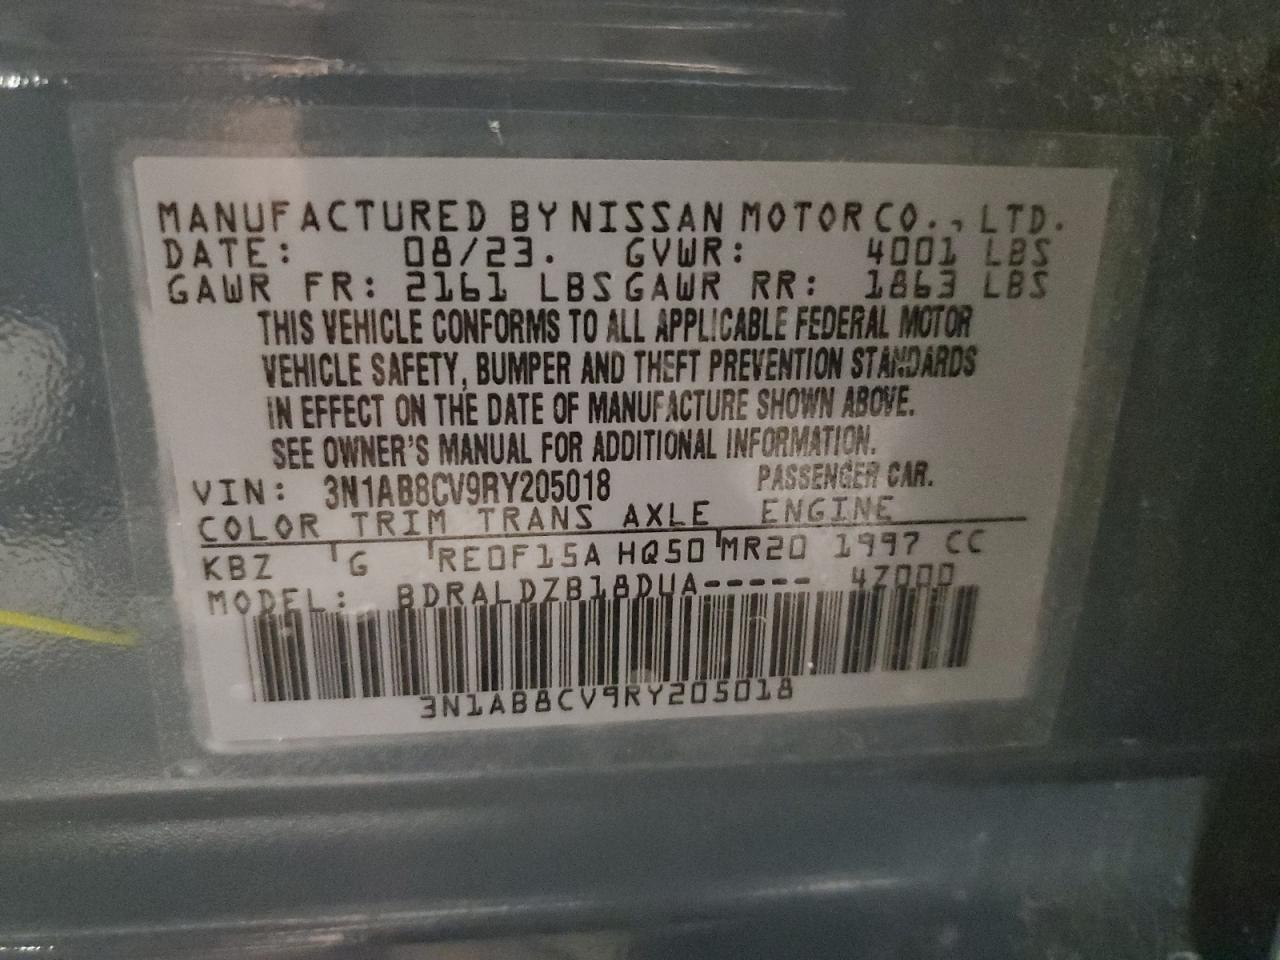 MANUFACTURED BY NISSAN MOTOR CO., LTD.
DATE: 08/23. GVWR: 4001 LBS
GAWR FR: 2161 LBS GAWR RR: 1863 LBS
THIS VEHICLE CONFORMS TO ALL APPLICABLE FEDERAL MOTOR
VEHICLE SAFETY, BUMPER AND THEFT PREVENTION STANDARDS
IN EFFECT ON THE DATE OF MANUFACTURE SHOWN ABOVE.
SEE OWNER'S MANUAL FOR ADDITIONAL INFORMATION.
VIN: 3N1AB8CV9RY205018 PASSENGER CAR.
COLOR TRIM TRANS AXLE ENGINE
KBZ G RE0F15A HQ50 MR20 1997 CC
MODEL: BDRALDZB18DUA----- 47000
3N1AB8CV9RY205018